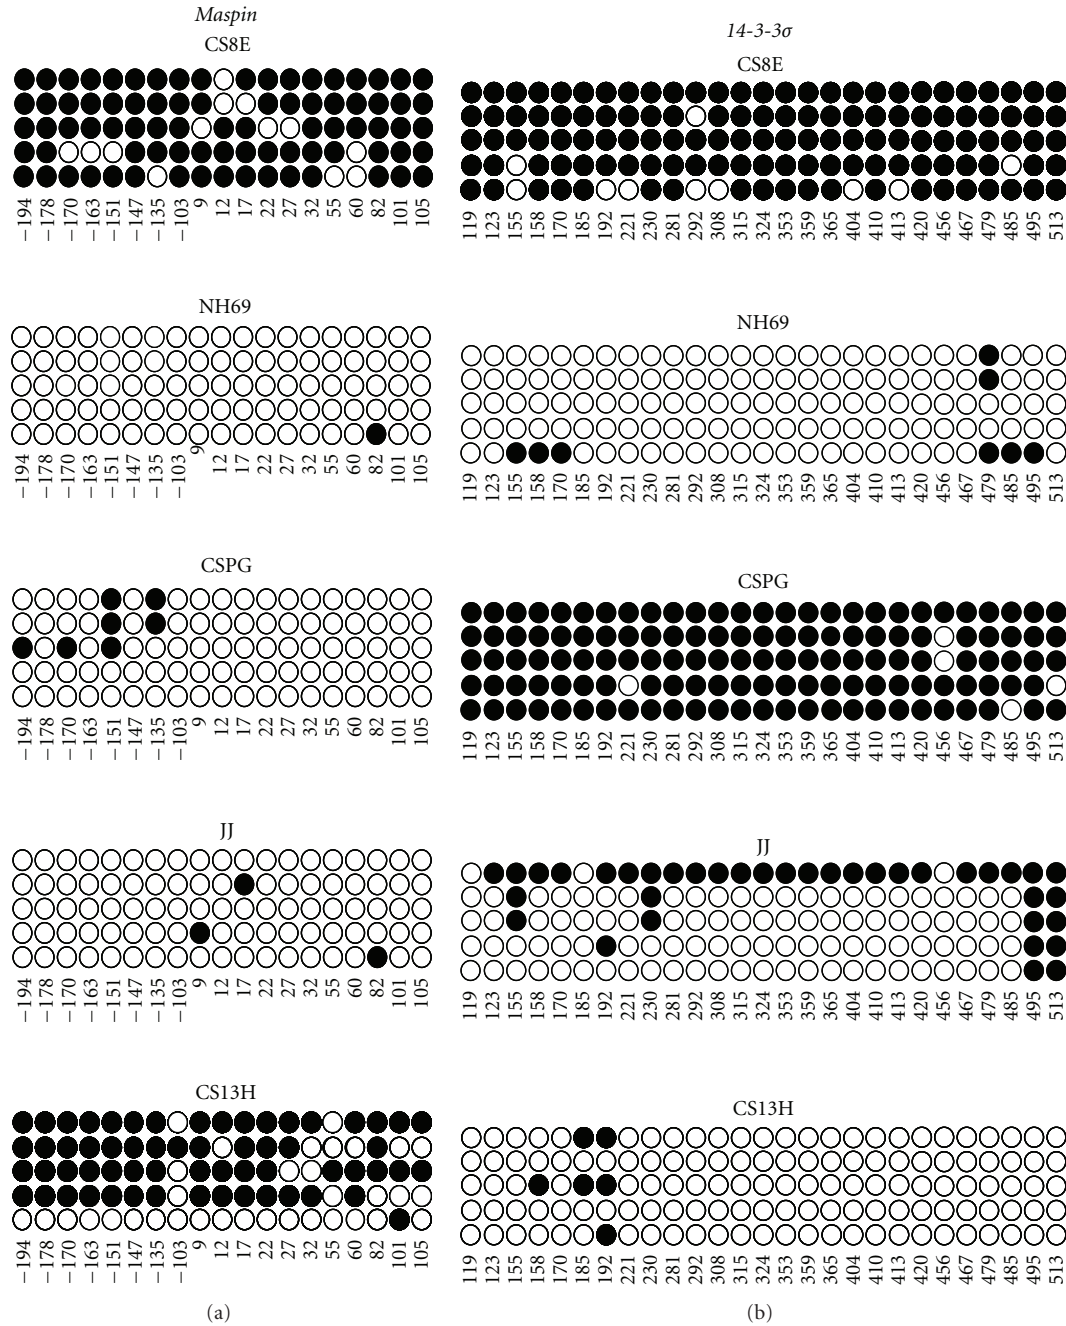 Maspin
CS8E
−194 −178 −170 −163 −151 −147 −135 −103 9 12 17 22 27 32 55 60 82 101 105
NH69
−194 −178 −170 −163 −151 −147 −135 −103 9 12 17 22 27 32 55 60 82 101 105
CSPG
−194 −178 −170 −163 −151 −147 −135 −103 9 12 17 22 27 32 55 60 82 101 105
JJ
−194 −178 −170 −163 −151 −147 −135 −103 9 12 17 22 27 32 55 60 82 101 105
CS13H
−194 −178 −170 −163 −151 −147 −135 −103 9 12 17 22 27 32 55 60 82 101 105
(a)
14-3-3σ
CS8E
119 123 155 158 170 185 192 221 230 281 292 308 315 324 353 359 365 404 410 413 420 456 467 479 485 495 513
NH69
119 123 155 158 170 185 192 221 230 281 292 308 315 324 353 359 365 404 410 413 420 456 467 479 485 495 513
CSPG
119 123 155 158 170 185 192 221 230 281 292 308 315 324 353 359 365 404 410 413 420 456 467 479 485 495 513
JJ
119 123 155 158 170 185 192 221 230 281 292 308 315 324 353 359 365 404 410 413 420 456 467 479 485 495 513
CS13H
119 123 155 158 170 185 192 221 230 281 292 308 315 324 353 359 365 404 410 413 420 456 467 479 485 495 513
(b)